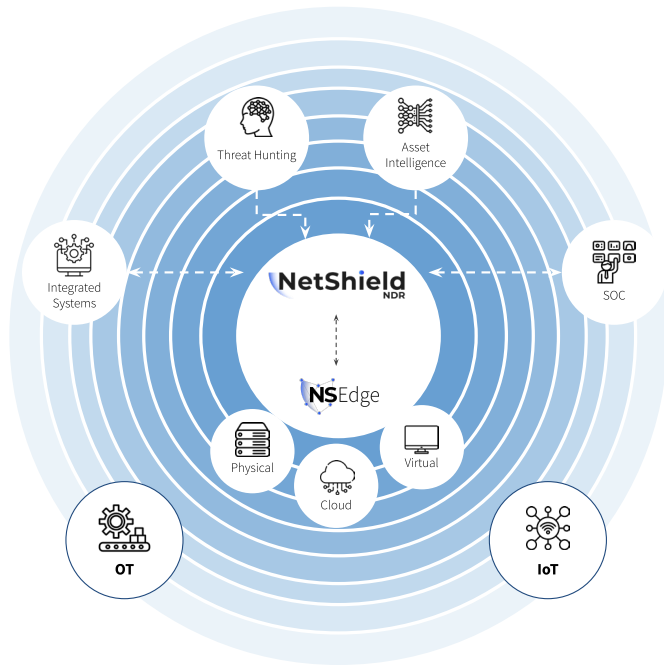 Threat Hunting
Asset
Intelligence
Integrated
Systems
NetShield
NDR
SOC
NSEdge
Physical
Virtual
Cloud
OT
IoT